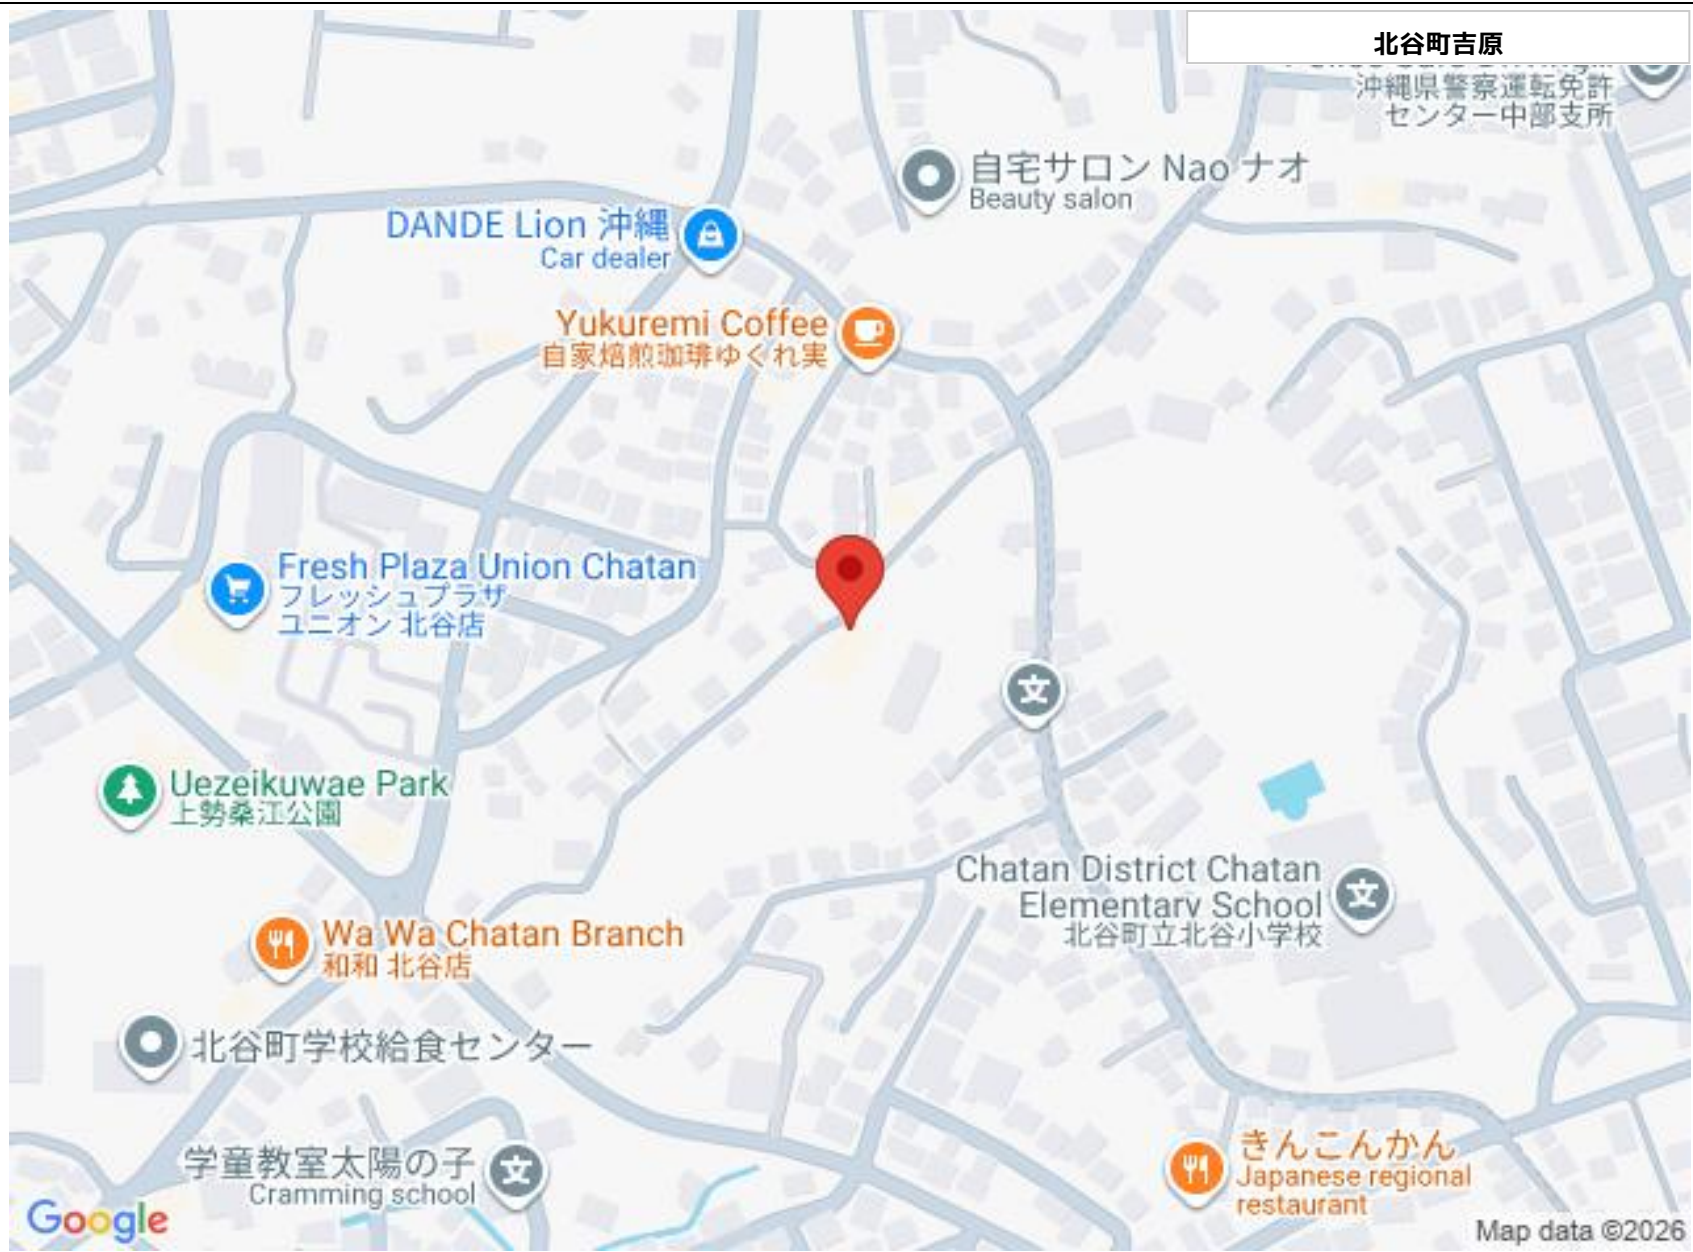 北谷町吉原
沖縄県警察運転免許
センター中部支所
自宅サロン Nao ナオ
Beauty salon
DANDE Lion 沖縄
Car dealer
Yukuremi Coffee
自家焙煎珈琲ゆくれ実
Fresh Plaza Union Chatan
フレッシュプラザ
ユニオン 北谷店
文
Uezeikuwae Park
上勢桑江公園
Chatan District Chatan
Elementary School
北谷町立北谷小学校
文
Wa Wa Chatan Branch
和和 北谷店
北谷町学校給食センター
学童教室太陽の子
Cramming school
文
きんこんかん
Japanese regional
restaurant
Google
Map data ©2026